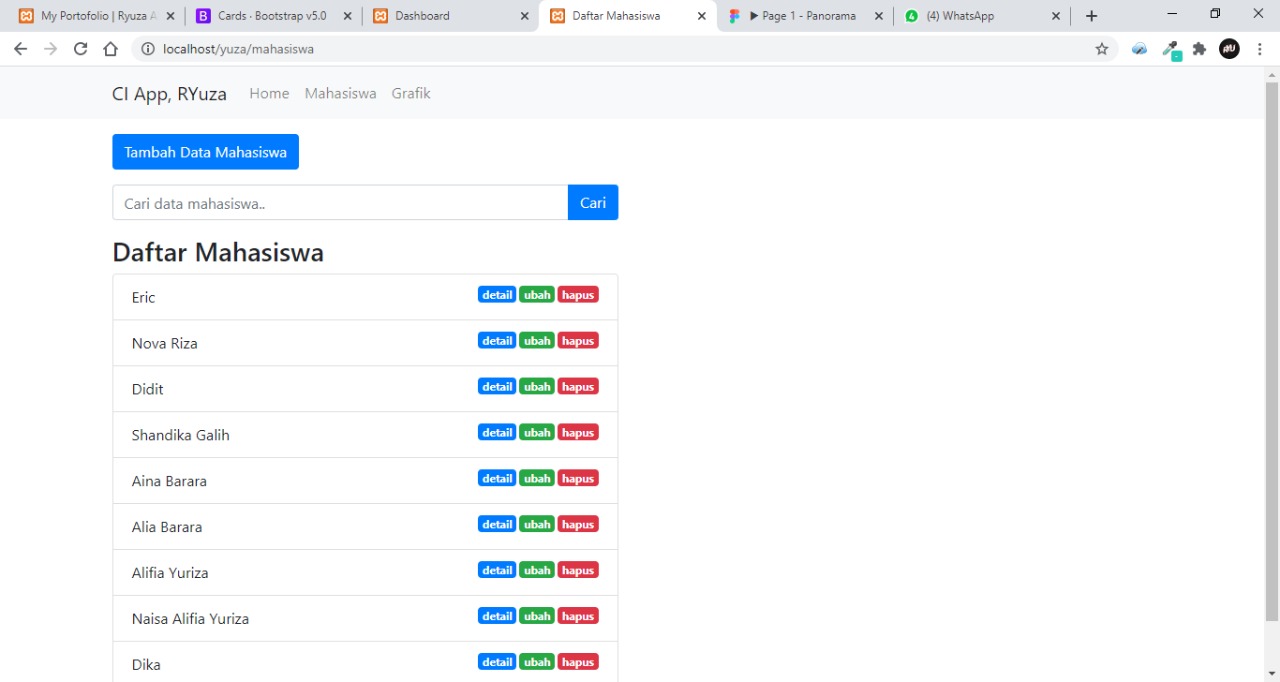 My Portofolio | Ryuza A
Cards · Bootstrap v5.0
Dashboard
Daftar Mahasiswa
Page 1 - Panorama
(4) WhatsApp
localhost/yuza/mahasiswa
CI App, RYuza Home Mahasiswa Grafik
Tambah Data Mahasiswa
Cari data mahasiswa.. Cari
Daftar Mahasiswa
Eric detail ubah hapus
Nova Riza detail ubah hapus
Didit detail ubah hapus
Shandika Galih detail ubah hapus
Aina Barara detail ubah hapus
Alia Barara detail ubah hapus
Alifia Yuriza detail ubah hapus
Naisa Alifia Yuriza detail ubah hapus
Dika detail ubah hapus